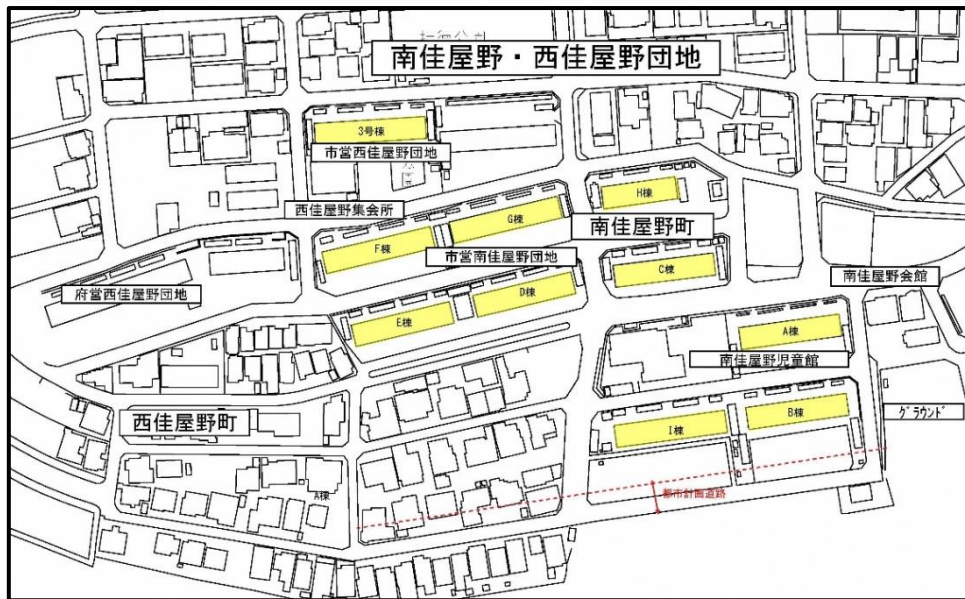 南佳屋野・西佳屋野団地
3号棟
市営西佳屋野団地
H棟
西佳屋野集会所
G棟
南佳屋野町
F棟
市営南佳屋野団地
C棟
南佳屋野会館
府営西佳屋野団地
D棟
E棟
A棟
南佳屋野児童館
西佳屋野町
B棟
グラウンド
I棟
A棟
都市計画道路